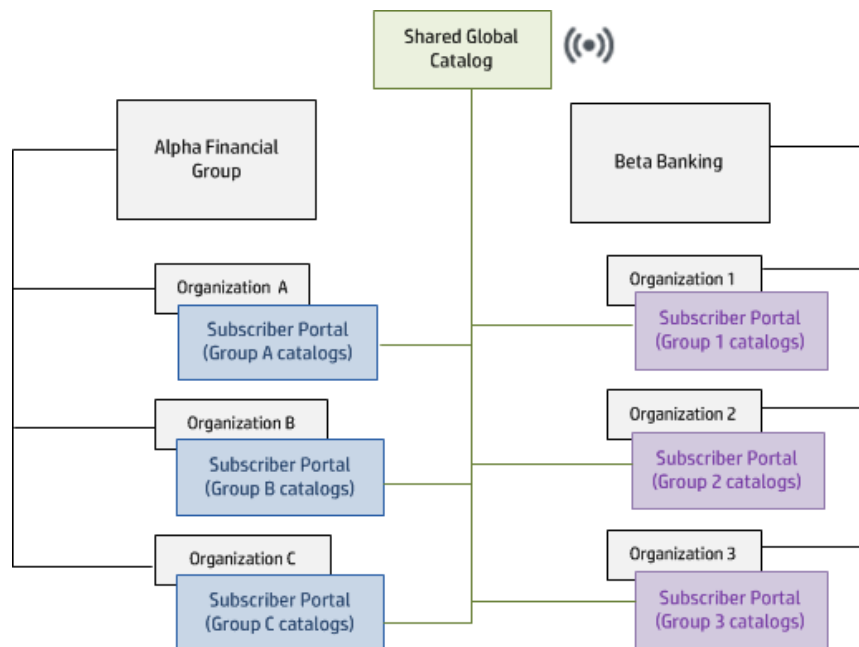 Shared Global
Catalog
Alpha Financial
Group
Beta Banking
Organization A
Subscriber Portal
(Group A catalogs)
Organization 1
Subscriber Portal
(Group 1 catalogs)
Organization B
Subscriber Portal
(Group B catalogs)
Organization 2
Subscriber Portal
(Group 2 catalogs)
Organization C
Subscriber Portal
(Group C catalogs)
Organization 3
Subscriber Portal
(Group 3 catalogs)